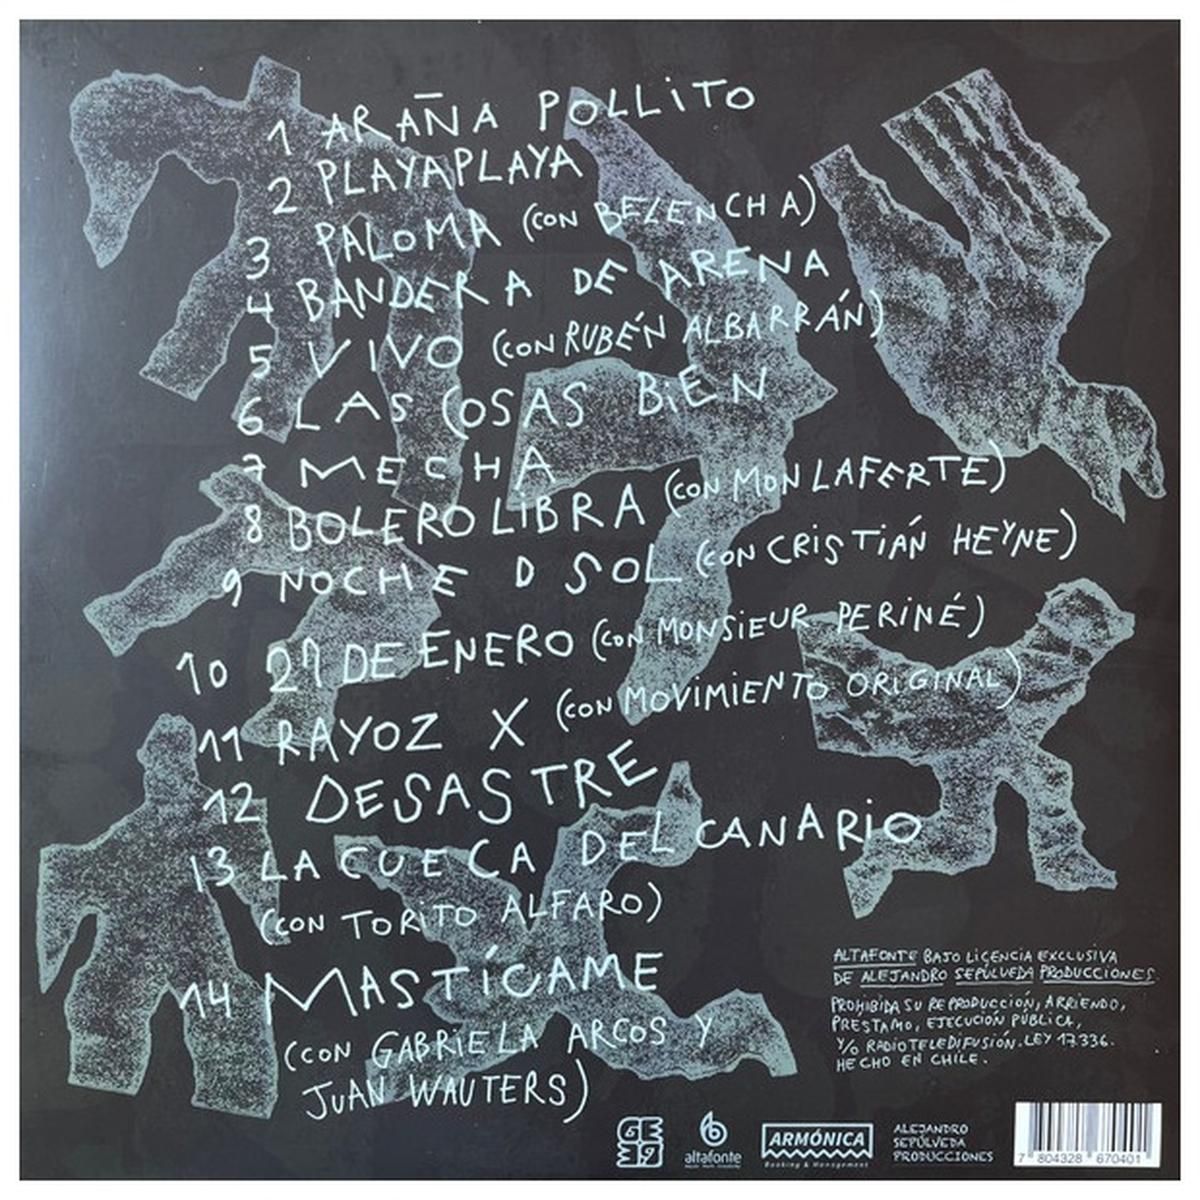 1 ARAÑA POLLITO
2 PLAYAPLAYA
3 PALOMA (CON BELENCHA)
4 BANDERA DE ARENA
5 VIVO (CON RUBÉN ALBARRÁN)
6 LAS COSAS BIEN
7 MECHA
8 BOLERO LIBRA (CON MON LAFERTE)
9 NOCHE D SOL (CON CRISTIÁN HEYNE)
10 21 DE ENERO (CON MONSIEUR PERINÉ)
11 RAYOZ X (CON MOVIMIENTO ORIGINAL)
12 DESASTRE
13 LA CUECA DEL CANARIO
(CON TORITO ALFARO)
14 MASTÍCAME
(CON GABRIELA ARCOS Y
JUAN WAUTERS)
ALTAFONTE BAJO LICENCIA EXCLUSIVA
DE ALEJANDRO SEPÚLVEDA PRODUCCIONES
PROHIBIDA SU REPRODUCCIÓN, ARRIENDO,
PRESTAMO, EJECUCIÓN PUBLICA,
Y/O RADIOTELEDIFUSIÓN. LEY 17.336.
HECHO EN CHILE.
altafonte
ARMÓNICA
Booking & Management
ALEJANDRO
SEPÚLVEDA
PRODUCCIONES
7 804328 670401